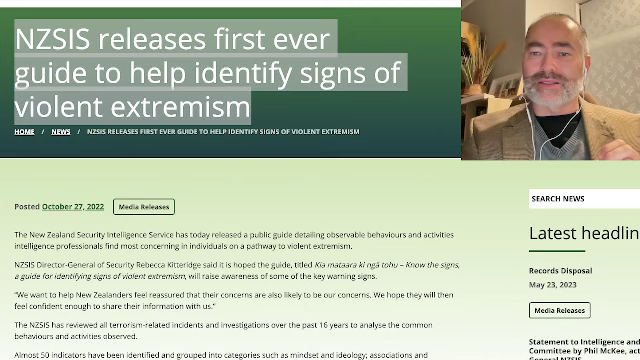 NZSIS releases first ever
guide to help identify signs of
violent extremism
HOME / NEWS / NZSIS RELEASES FIRST EVER GUIDE TO HELP IDENTIFY SIGNS OF VIOLENT EXTREMISM
Posted October 27, 2022 Media Releases
The New Zealand Security Intelligence Service has today released a public guide detailing observable behaviours and activities
intelligence professionals find most concerning in individuals on a pathway to violent extremism.
NZSIS Director-General of Security Rebecca Kitteridge said it is hoped the guide, titled Kia mataara ki ngā tohu – Know the signs,
a guide for identifying signs of violent extremism, will raise awareness of some of the key warning signs.
“We want to help New Zealanders feel reassured that their concerns are also likely to be our concerns. We hope they will then
feel confident enough to share their information with us.”
The NZSIS has reviewed all terrorism-related incidents and investigations over the past 16 years to analyse the common
behaviours and activities observed.
Almost 50 indicators have been identified and grouped into categories such as mindset and ideology; associations and
SEARCH NEWS
Latest headlin
Records Disposal
May 23, 2023
Media Releases
Statement to Intelligence and
Committee by Phil McKee, act
General NZSIS